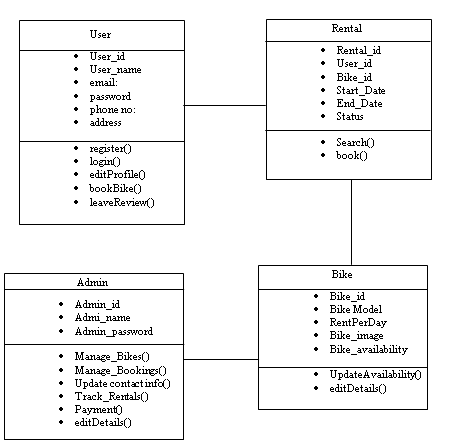 User
User_id
User_name
email:
password
phone no:
address
register()
login()
editProfile()
bookBike()
leaveReview()
Rental
Rental_id
User_id
Bike_id
Start_Date
End_Date
Status
Search()
book()
Admin
Admin_id
Admi_name
Admin_password
Manage_Bikes()
Manage_Bookings()
Update contact info()
Track_Rentals()
Payment()
editDetails()
Bike
Bike_id
Bike Model
RentPerDay
Bike_image
Bike_availability
UpdateAvailability()
editDetails()